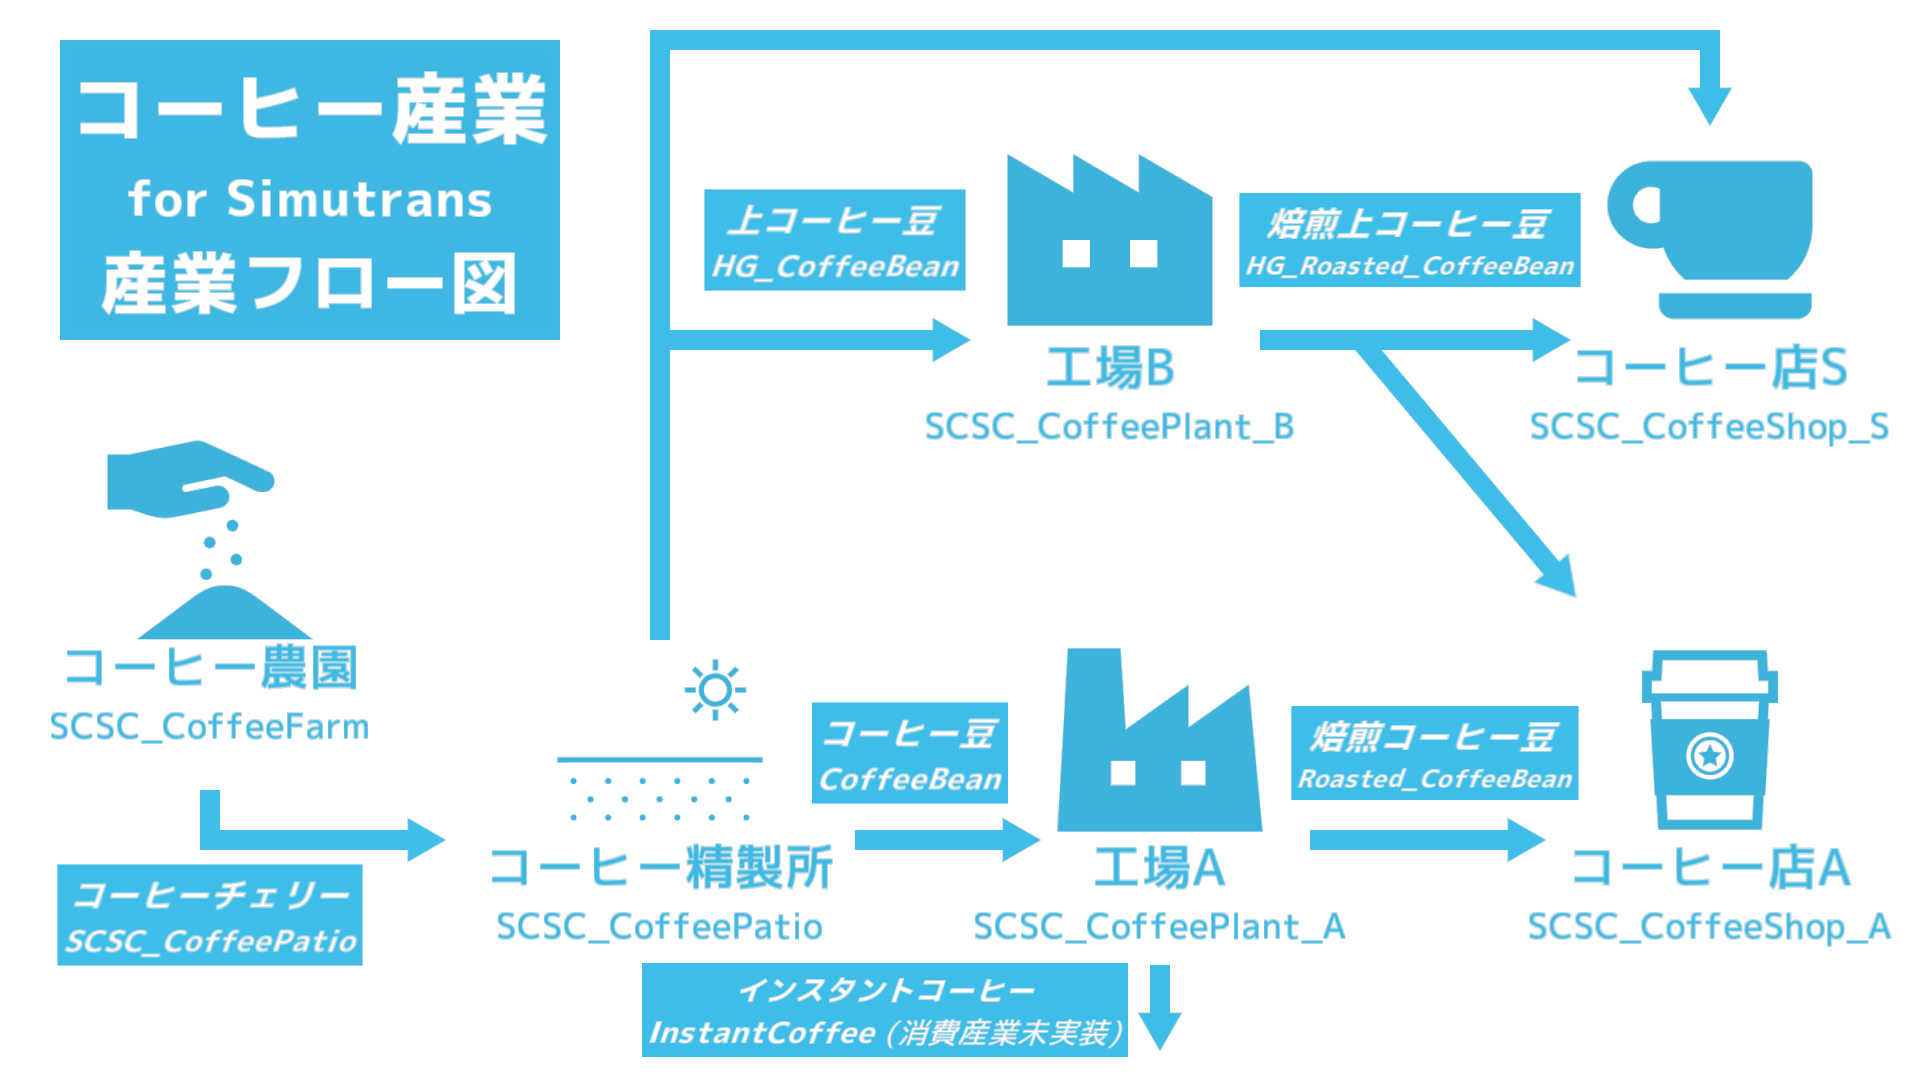 コーヒー産業
for Simutrans
産業フロー図
上コーヒー豆
HG_CoffeeBean
工場B
SCSC_CoffeePlant_B
焙煎上コーヒー豆
HG_Roasted_CoffeeBean
コーヒー店S
SCSC_CoffeeShop_S
コーヒー農園
SCSC_CoffeeFarm
コーヒーチェリー
SCSC_CoffeePatio
コーヒー精製所
SCSC_CoffeePatio
コーヒー豆
CoffeeBean
工場A
SCSC_CoffeePlant_A
焙煎コーヒー豆
Roasted_CoffeeBean
コーヒー店A
SCSC_CoffeeShop_A
インスタントコーヒー
InstantCoffee (消費産業未実装)